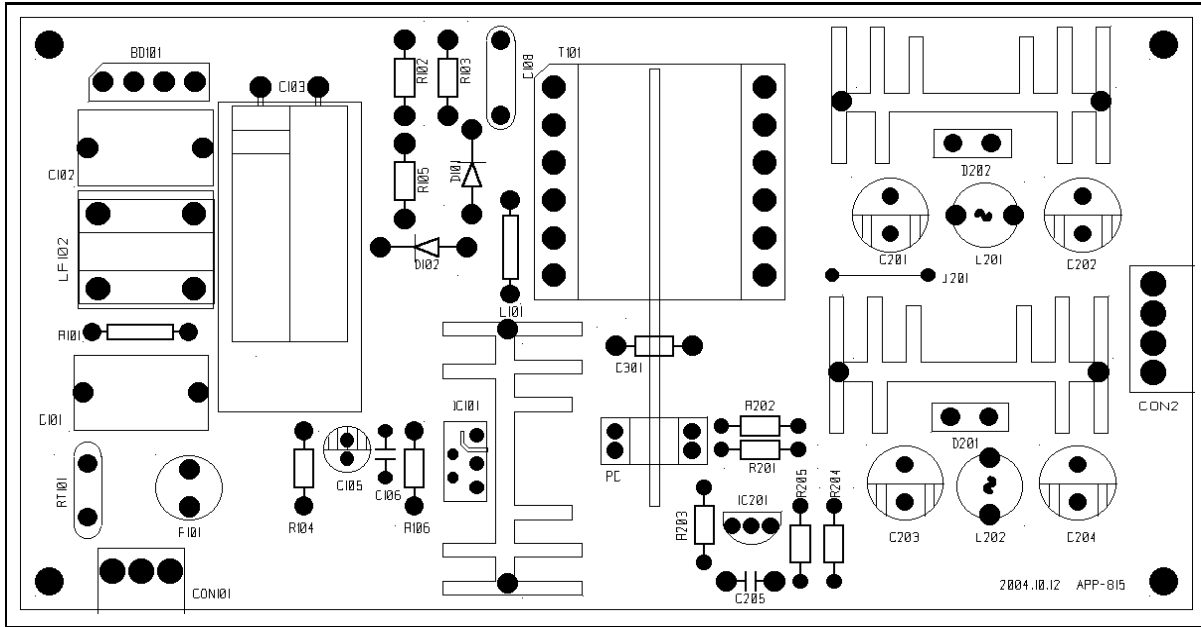 BD101
C103
R102
R103
C108
T101
C102
R105
D101
D202
LF102
D102
C201
L201
C202
J201
L101
R101
C301
CON2
C101
IC101
R202
D201
R201
PC
RT101
F101
R104
C105
C106
R106
R203
IC201
R205
R204
C203
L202
C204
CON101
C205
2004.10.12 APP-815